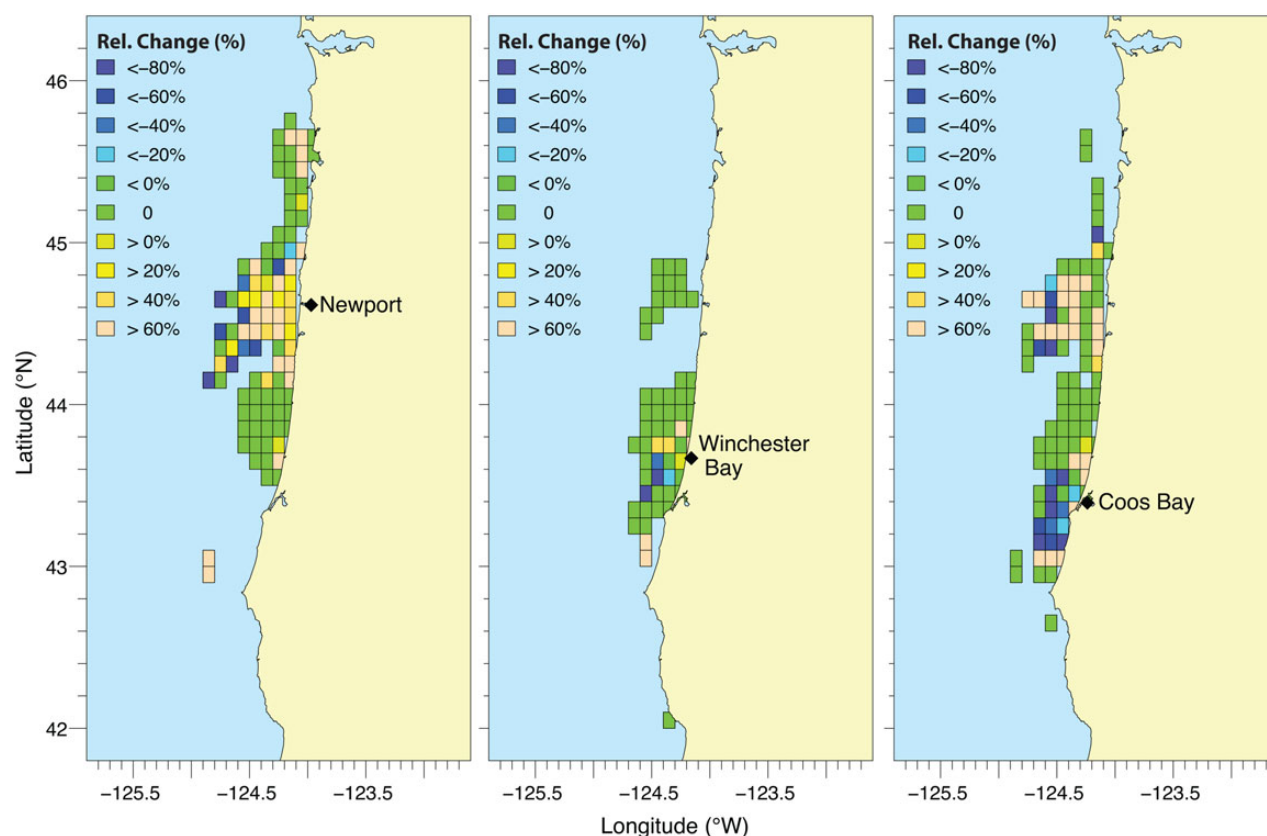 Rel. Change (%)
<−80%
<−60%
<−40%
<−20%
< 0%
0
> 0%
> 20%
> 40%
> 60%
Newport
Rel. Change (%)
<−80%
<−60%
<−40%
<−20%
< 0%
0
> 0%
> 20%
> 40%
> 60%
Winchester
Bay
Rel. Change (%)
<−80%
<−60%
<−40%
<−20%
< 0%
0
> 0%
> 20%
> 40%
> 60%
Coos Bay
Latitude (°N)
46
45
44
43
42
−125.5 −124.5 −123.5
−125.5 −124.5 −123.5
−125.5 −124.5 −123.5
Longitude (°W)